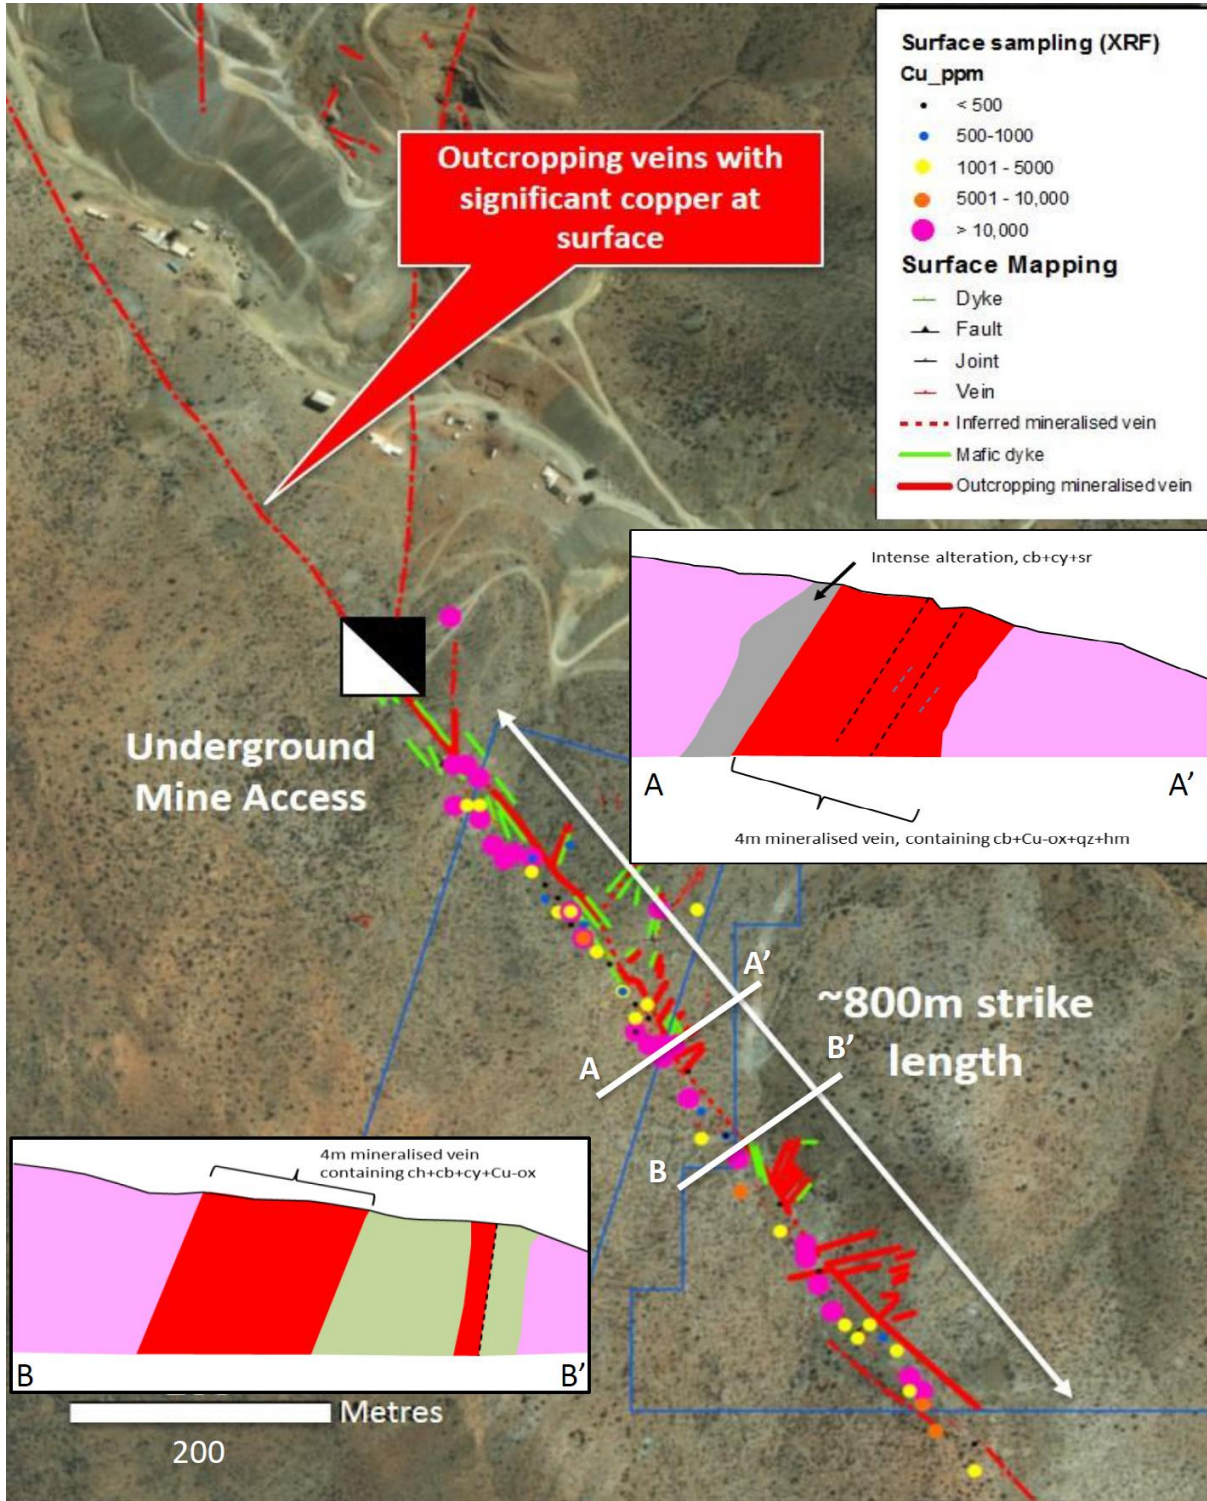 Surface sampling (XRF)
Cu_ppm
< 500
500-1000
1001 - 5000
5001 - 10,000
> 10,000
Surface Mapping
Dyke
Fault
Joint
Vein
Inferred mineralised vein
Mafic dyke
Outcropping mineralised vein
Outcropping veins with
significant copper at
surface
Intense alteration, cb+cy+sr
A
A’
4m mineralised vein, containing cb+Cu-ox+qz+hm
Underground
Mine Access
A’
~800m strike
length
B’
A
B
4m mineralised vein
containing ch+cb+cy+Cu-ox
B
B’
Metres
200